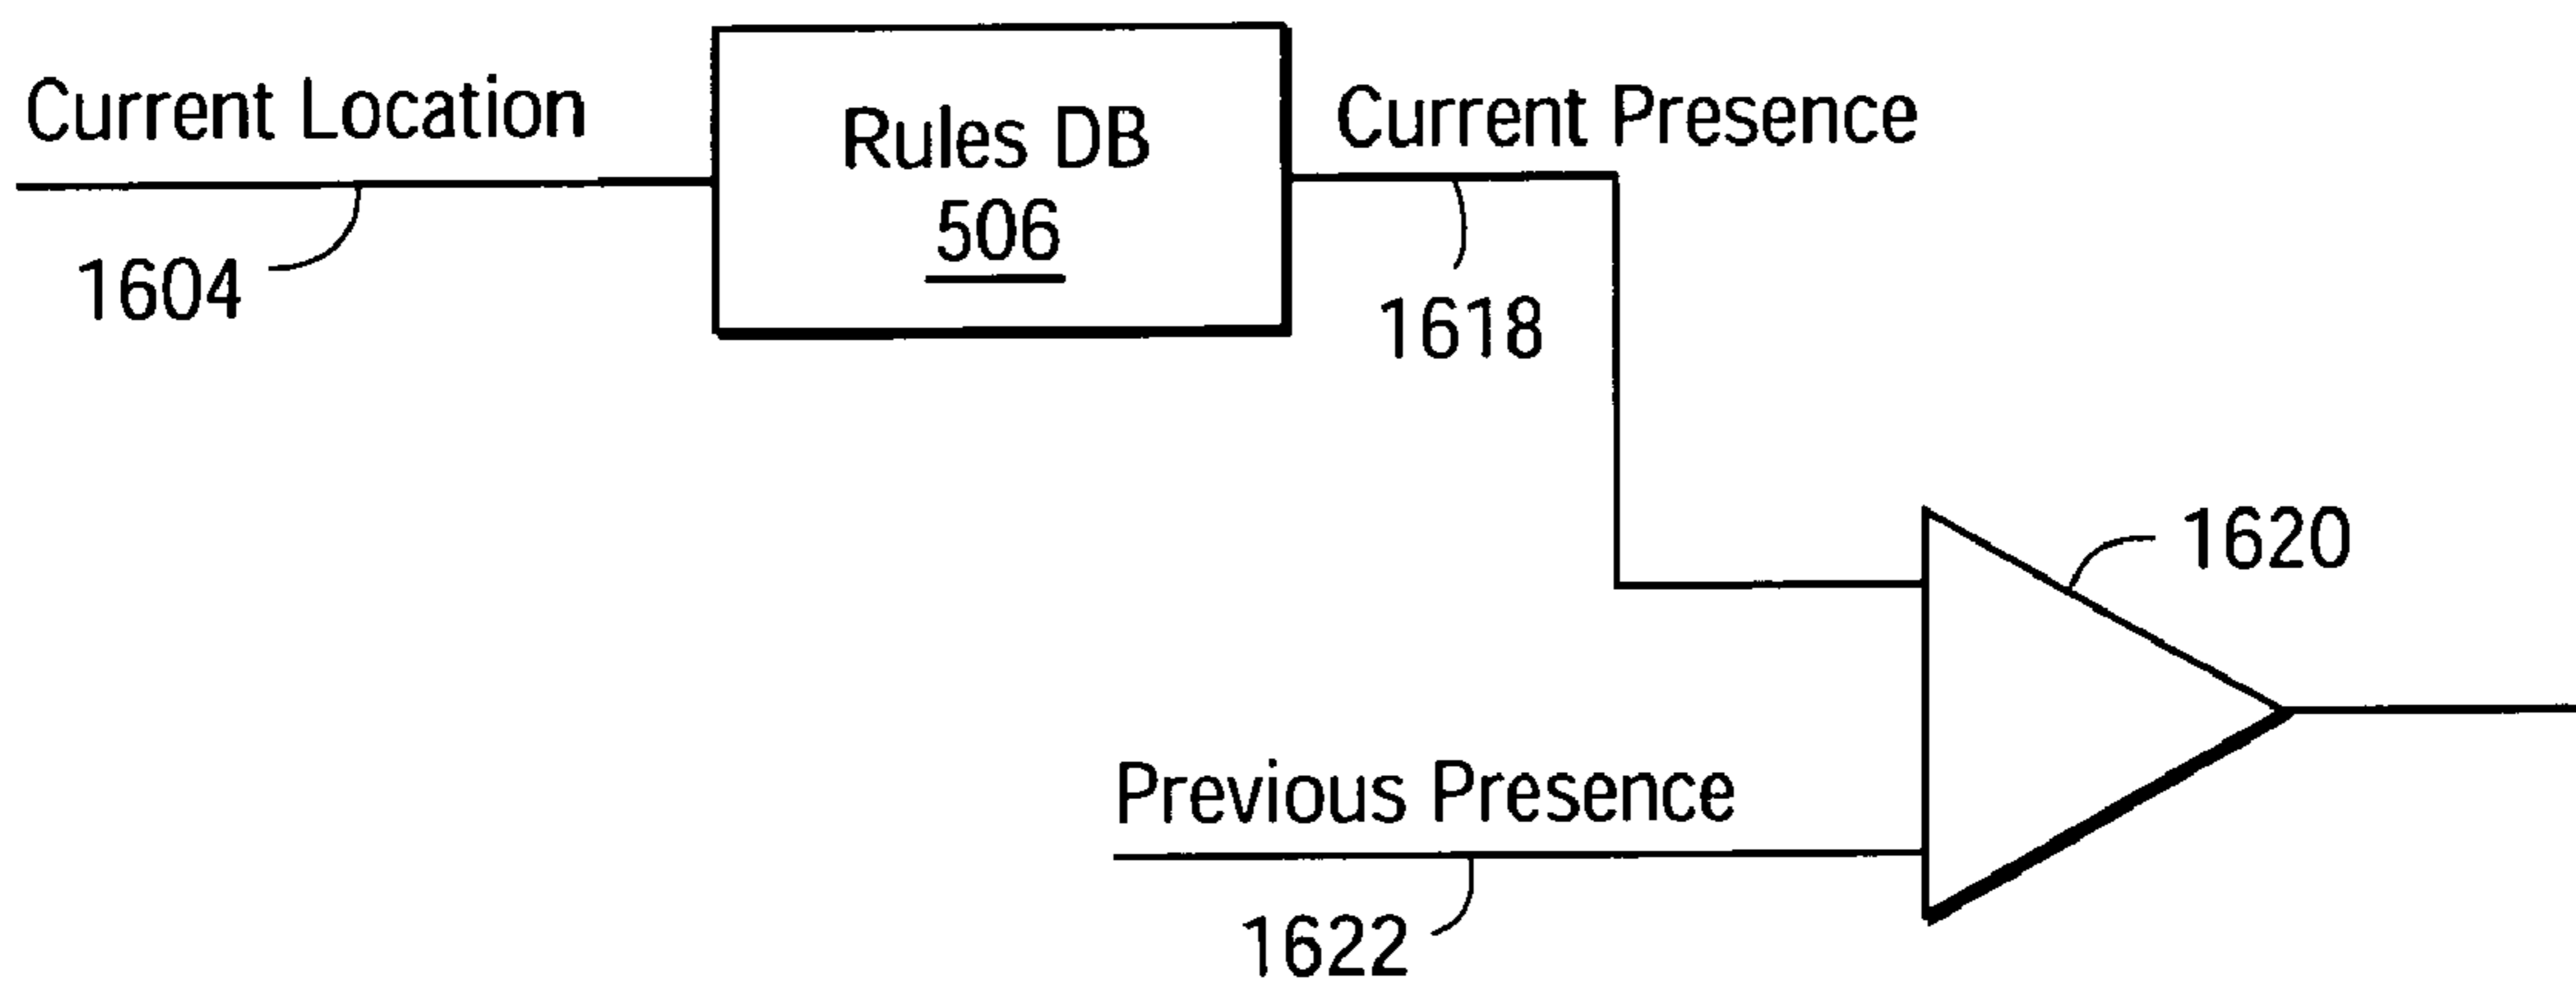 Current Location
1604
Rules DB
506
Current Presence
1618
1620
Previous Presence
1622